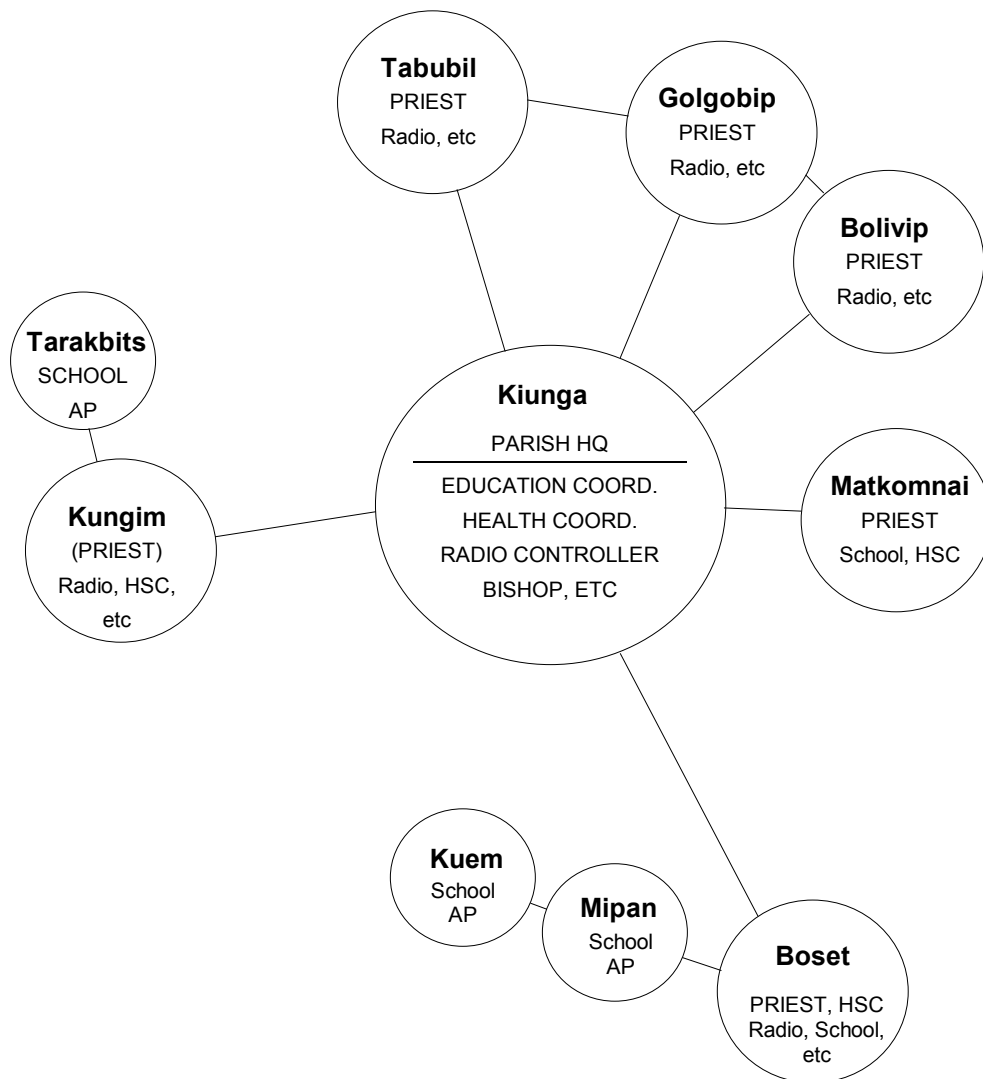 Tabubil
PRIEST
Radio, etc
Golgobip
PRIEST
Radio, etc
Bolivip
PRIEST
Radio, etc
Tarakbits
SCHOOL
AP
Kiunga
PARISH HQ
EDUCATION COORD.
HEALTH COORD.
RADIO CONTROLLER
BISHOP, ETC
Matkomnai
PRIEST
School, HSC
Kungim
(PRIEST)
Radio, HSC,
etc
Kuem
School
AP
Mipan
School
AP
Boset
PRIEST, HSC
Radio, School,
etc